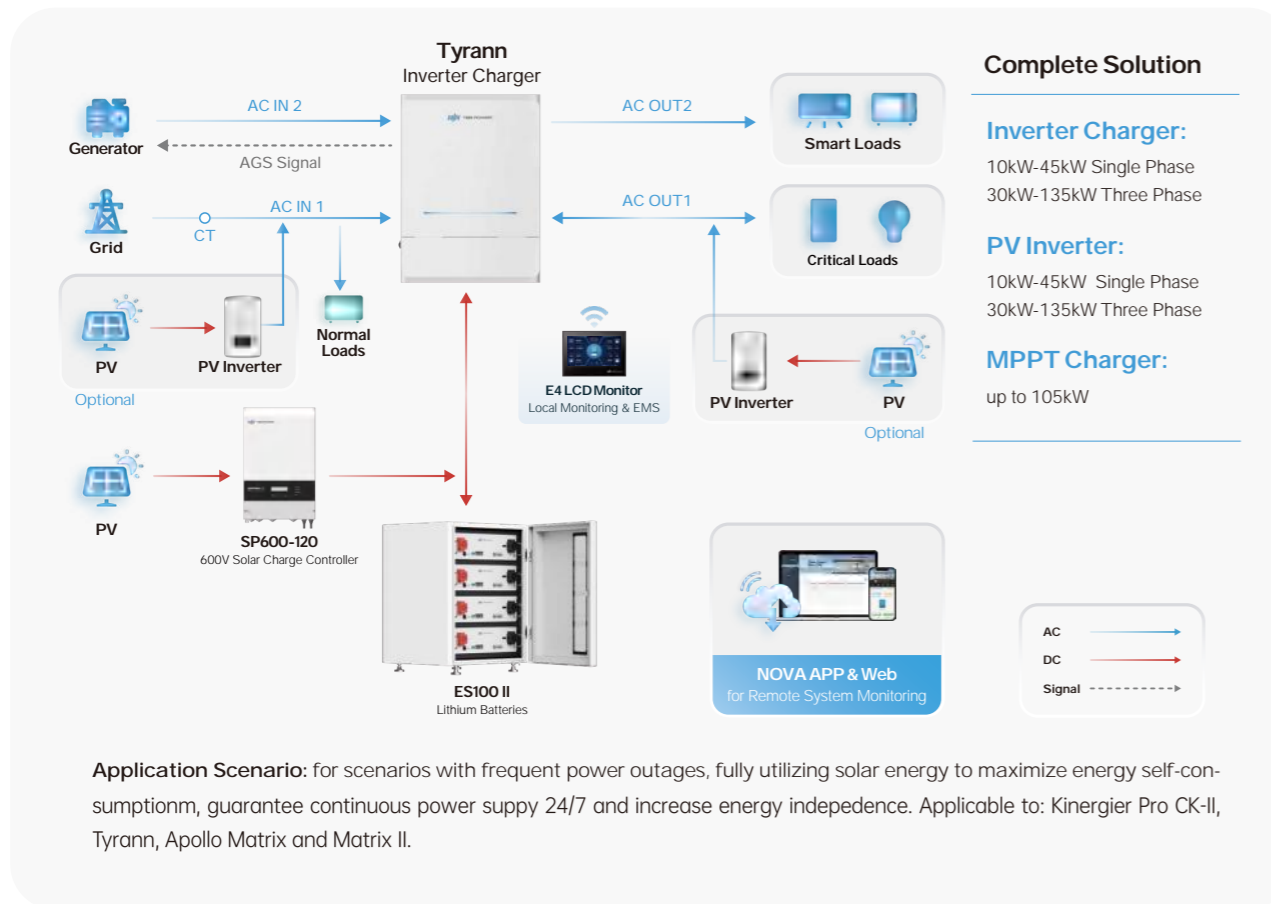 Tyrann
Inverter Charger
AC IN 2
AC OUT2
Generator
AGS Signal
Smart Loads
AC IN 1
AC OUT1
CT
Grid
Critical Loads
Normal
Loads
PV
PV Inverter
Optional
E4 LCD Monitor
Local Monitoring & EMS
PV Inverter
PV
Optional
PV
SP600-120
600V Solar Charge Controller
ES100 II
Lithium Batteries
NOVA APP & Web
for Remote System Monitoring
Complete Solution
Inverter Charger:
10kW-45kW Single Phase
30kW-135kW Three Phase
PV Inverter:
10kW-45kW Single Phase
30kW-135kW Three Phase
MPPT Charger:
up to 105kW
AC
DC
Signal
Application Scenario: for scenarios with frequent power outages, fully utilizing solar energy to maximize energy self-con-
sumptionm, guarantee continuous power suppy 24/7 and increase energy indepedence. Applicable to: Kinergier Pro CK-II,
Tyrann, Apollo Matrix and Matrix II.